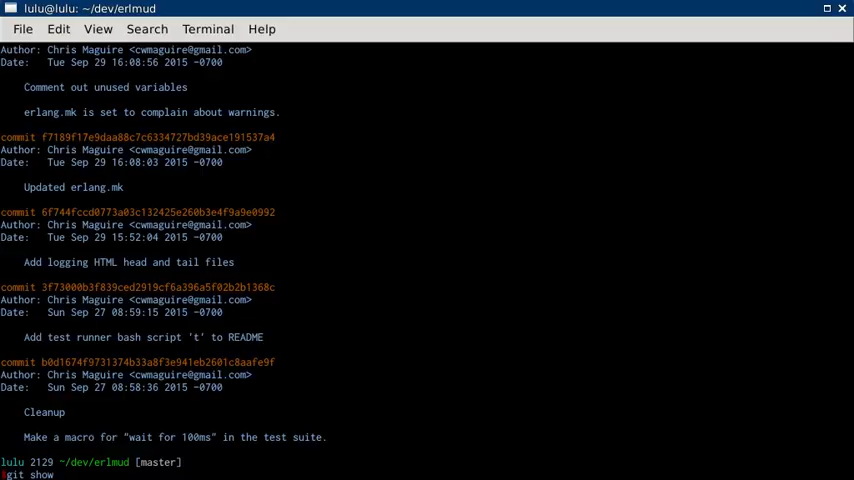 lulu@lulu: ~/dev/erlmud
File Edit View Search Terminal Help
Author: Chris Maguire <cwmaguire@gmail.com>
Date:   Tue Sep 29 16:08:56 2015 -0700
Comment out unused variables
erlang.mk is set to complain about warnings.
commit f7189f17e9daa88c7c6334727bd39ace191537a4
Author: Chris Maguire <cwmaguire@gmail.com>
Date:   Tue Sep 29 16:08:03 2015 -0700
Updated erlang.mk
commit 6f744fccd0773a03c132425e260b3e4f9a9e0992
Author: Chris Maguire <cwmaguire@gmail.com>
Date:   Tue Sep 29 15:52:04 2015 -0700
Add logging HTML head and tail files
commit 3f73000b3f839ced2919cf6a396a5f02b2b1368c
Author: Chris Maguire <cwmaguire@gmail.com>
Date:   Sun Sep 27 08:59:15 2015 -0700
Add test runner bash script 't' to README
commit b0d1674f9731374b33a8f3e941eb2601c8aafe9f
Author: Chris Maguire <cwmaguire@gmail.com>
Date:   Sun Sep 27 08:58:36 2015 -0700
Cleanup
Make a macro for "wait for 100ms" in the test suite.
lulu 2129 ~/dev/erlmud [master]
git show